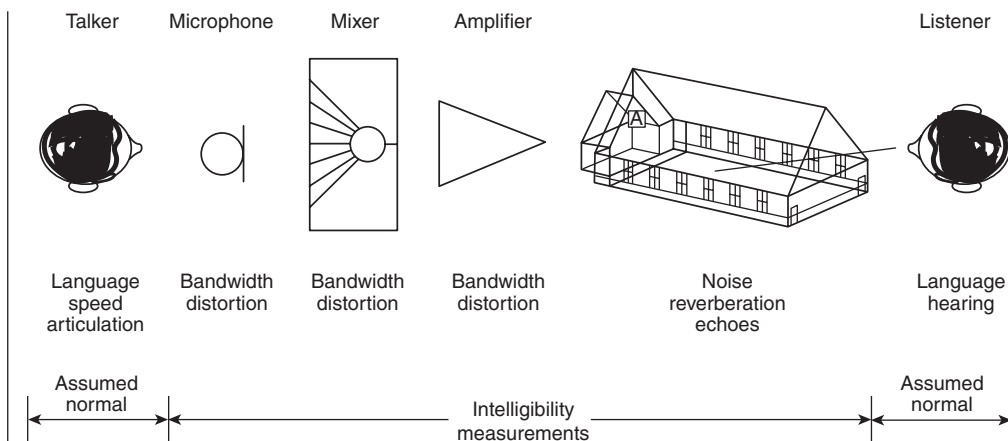 Talker Microphone Mixer Amplifier Listener
A
Language speed articulation
Bandwidth distortion
Bandwidth distortion
Bandwidth distortion
Noise reverberation echoes
Language hearing
Assumed normal
Intelligibility measurements
Assumed normal